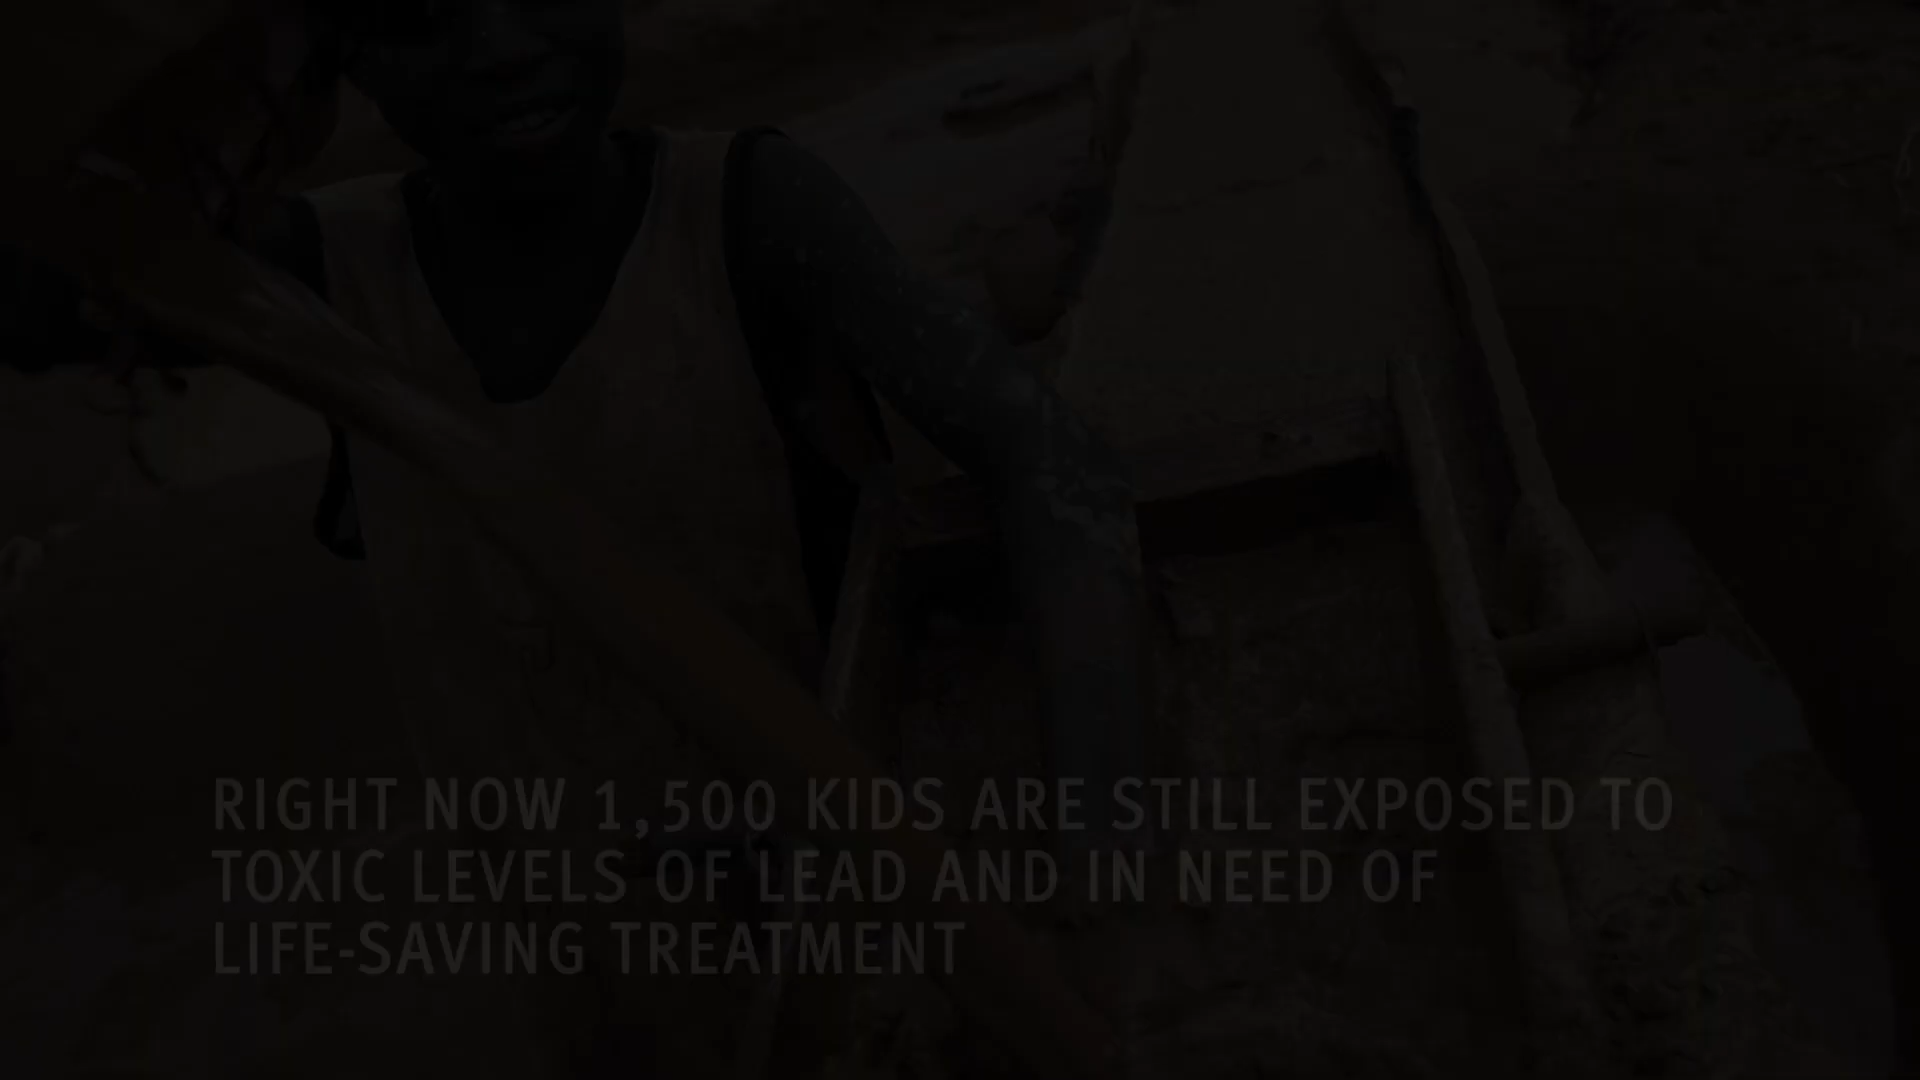 RIGHT NOW 1,500 KIDS ARE STILL EXPOSED TO
TOXIC LEVELS OF LEAD AND IN NEED OF
LIFE-SAVING TREATMENT